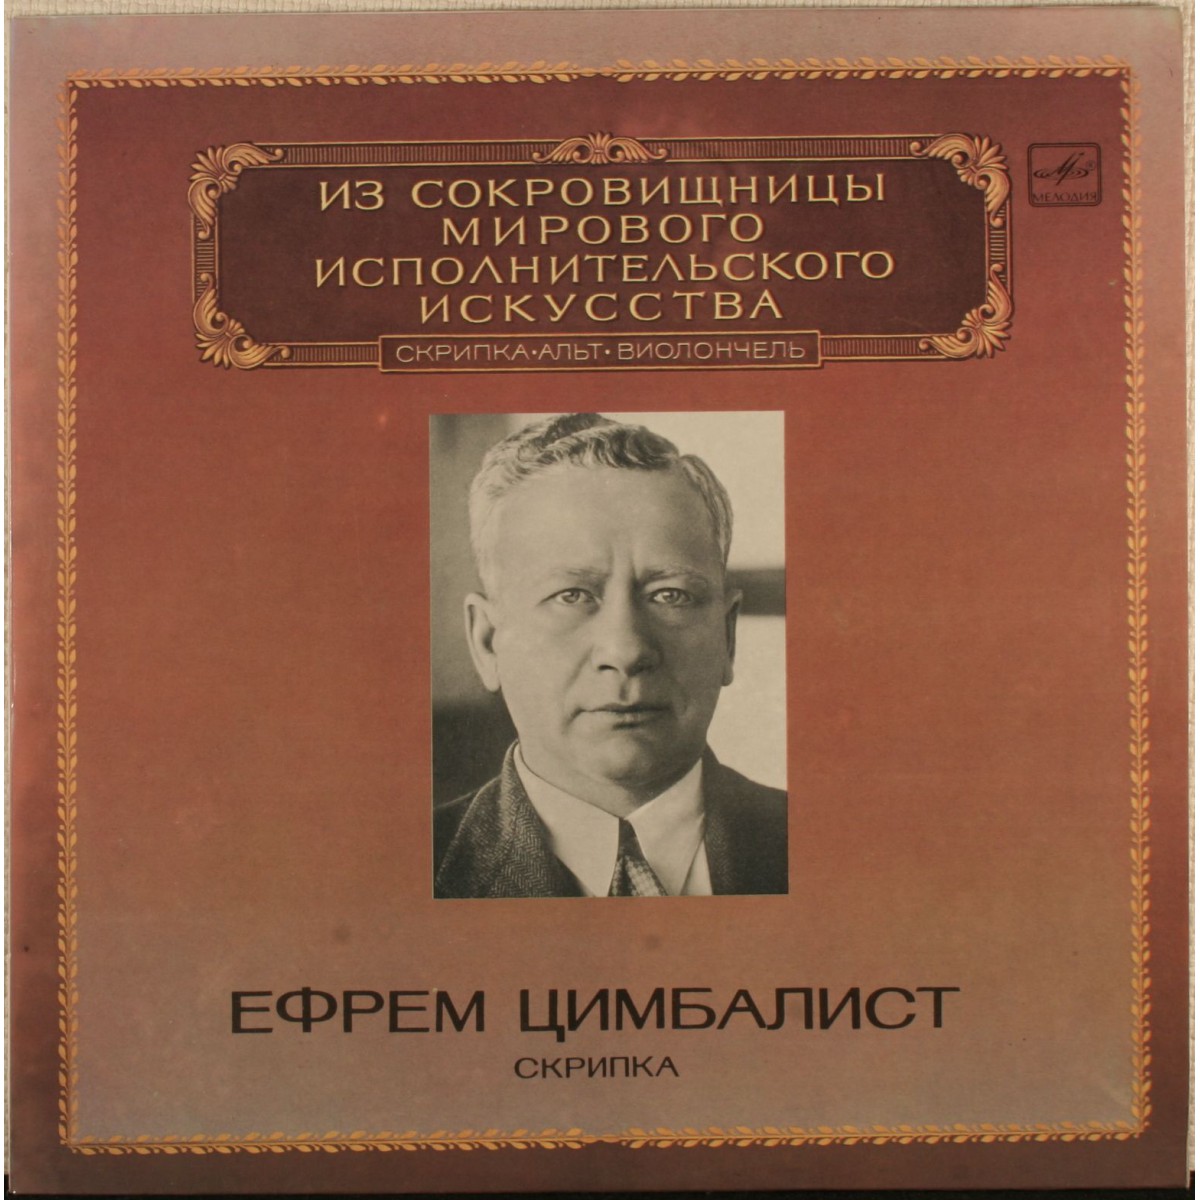 ИЗ СОКРОВИЩНИЦЫ
МИРОВОГО
ИСПОЛНИТЕЛЬСКОГО
ИСКУССТВА
СКРИПКА•АЛЬТ•ВИОЛОНЧЕЛЬ
МЕЛОДИЯ
ЕФРЕМ ЦИМБАЛИСТ
СКРИПКА